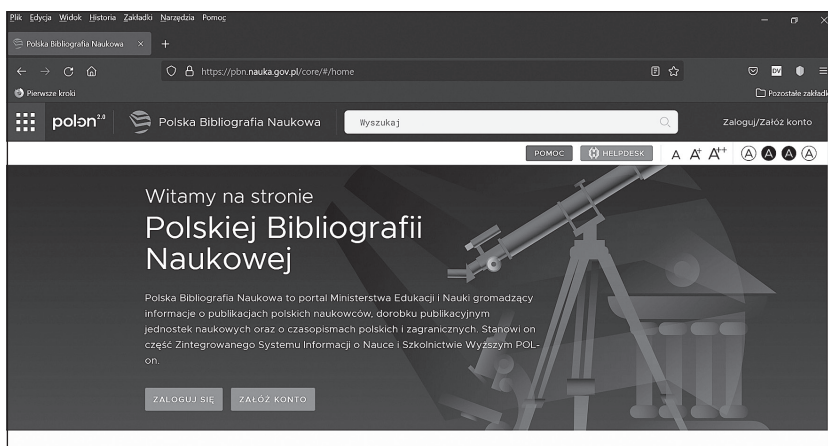 Plik Edycja Widok Historia Zakładki Narzędzia Pomoc
Polska Bibliografia Naukowa
https://pbn.nauka.gov.pl/core/#/home
Pierwsze kroki
Pozostałe zakładk
polon 2.0 Polska Bibliografia Naukowa Wyszukaj Zaloguj/Załóż konto
POMOC HELPDESK A A+ A++ A A A A
Witamy na stronie
Polskiej Bibliografii
Naukowej
Polska Bibliografia Naukowa to portal Ministerstwa Edukacji i Nauki gromadzący
informacje o publikacjach polskich naukowców, dorobku publikacyjnym
jednostek naukowych oraz o czasopismach polskich i zagranicznych. Stanowi on
część Zintegrowanego Systemu Informacji o Nauce i Szkolnictwie Wyższym POL-
on.
ZALOGUJ SIĘ ZAŁÓŻ KONTO